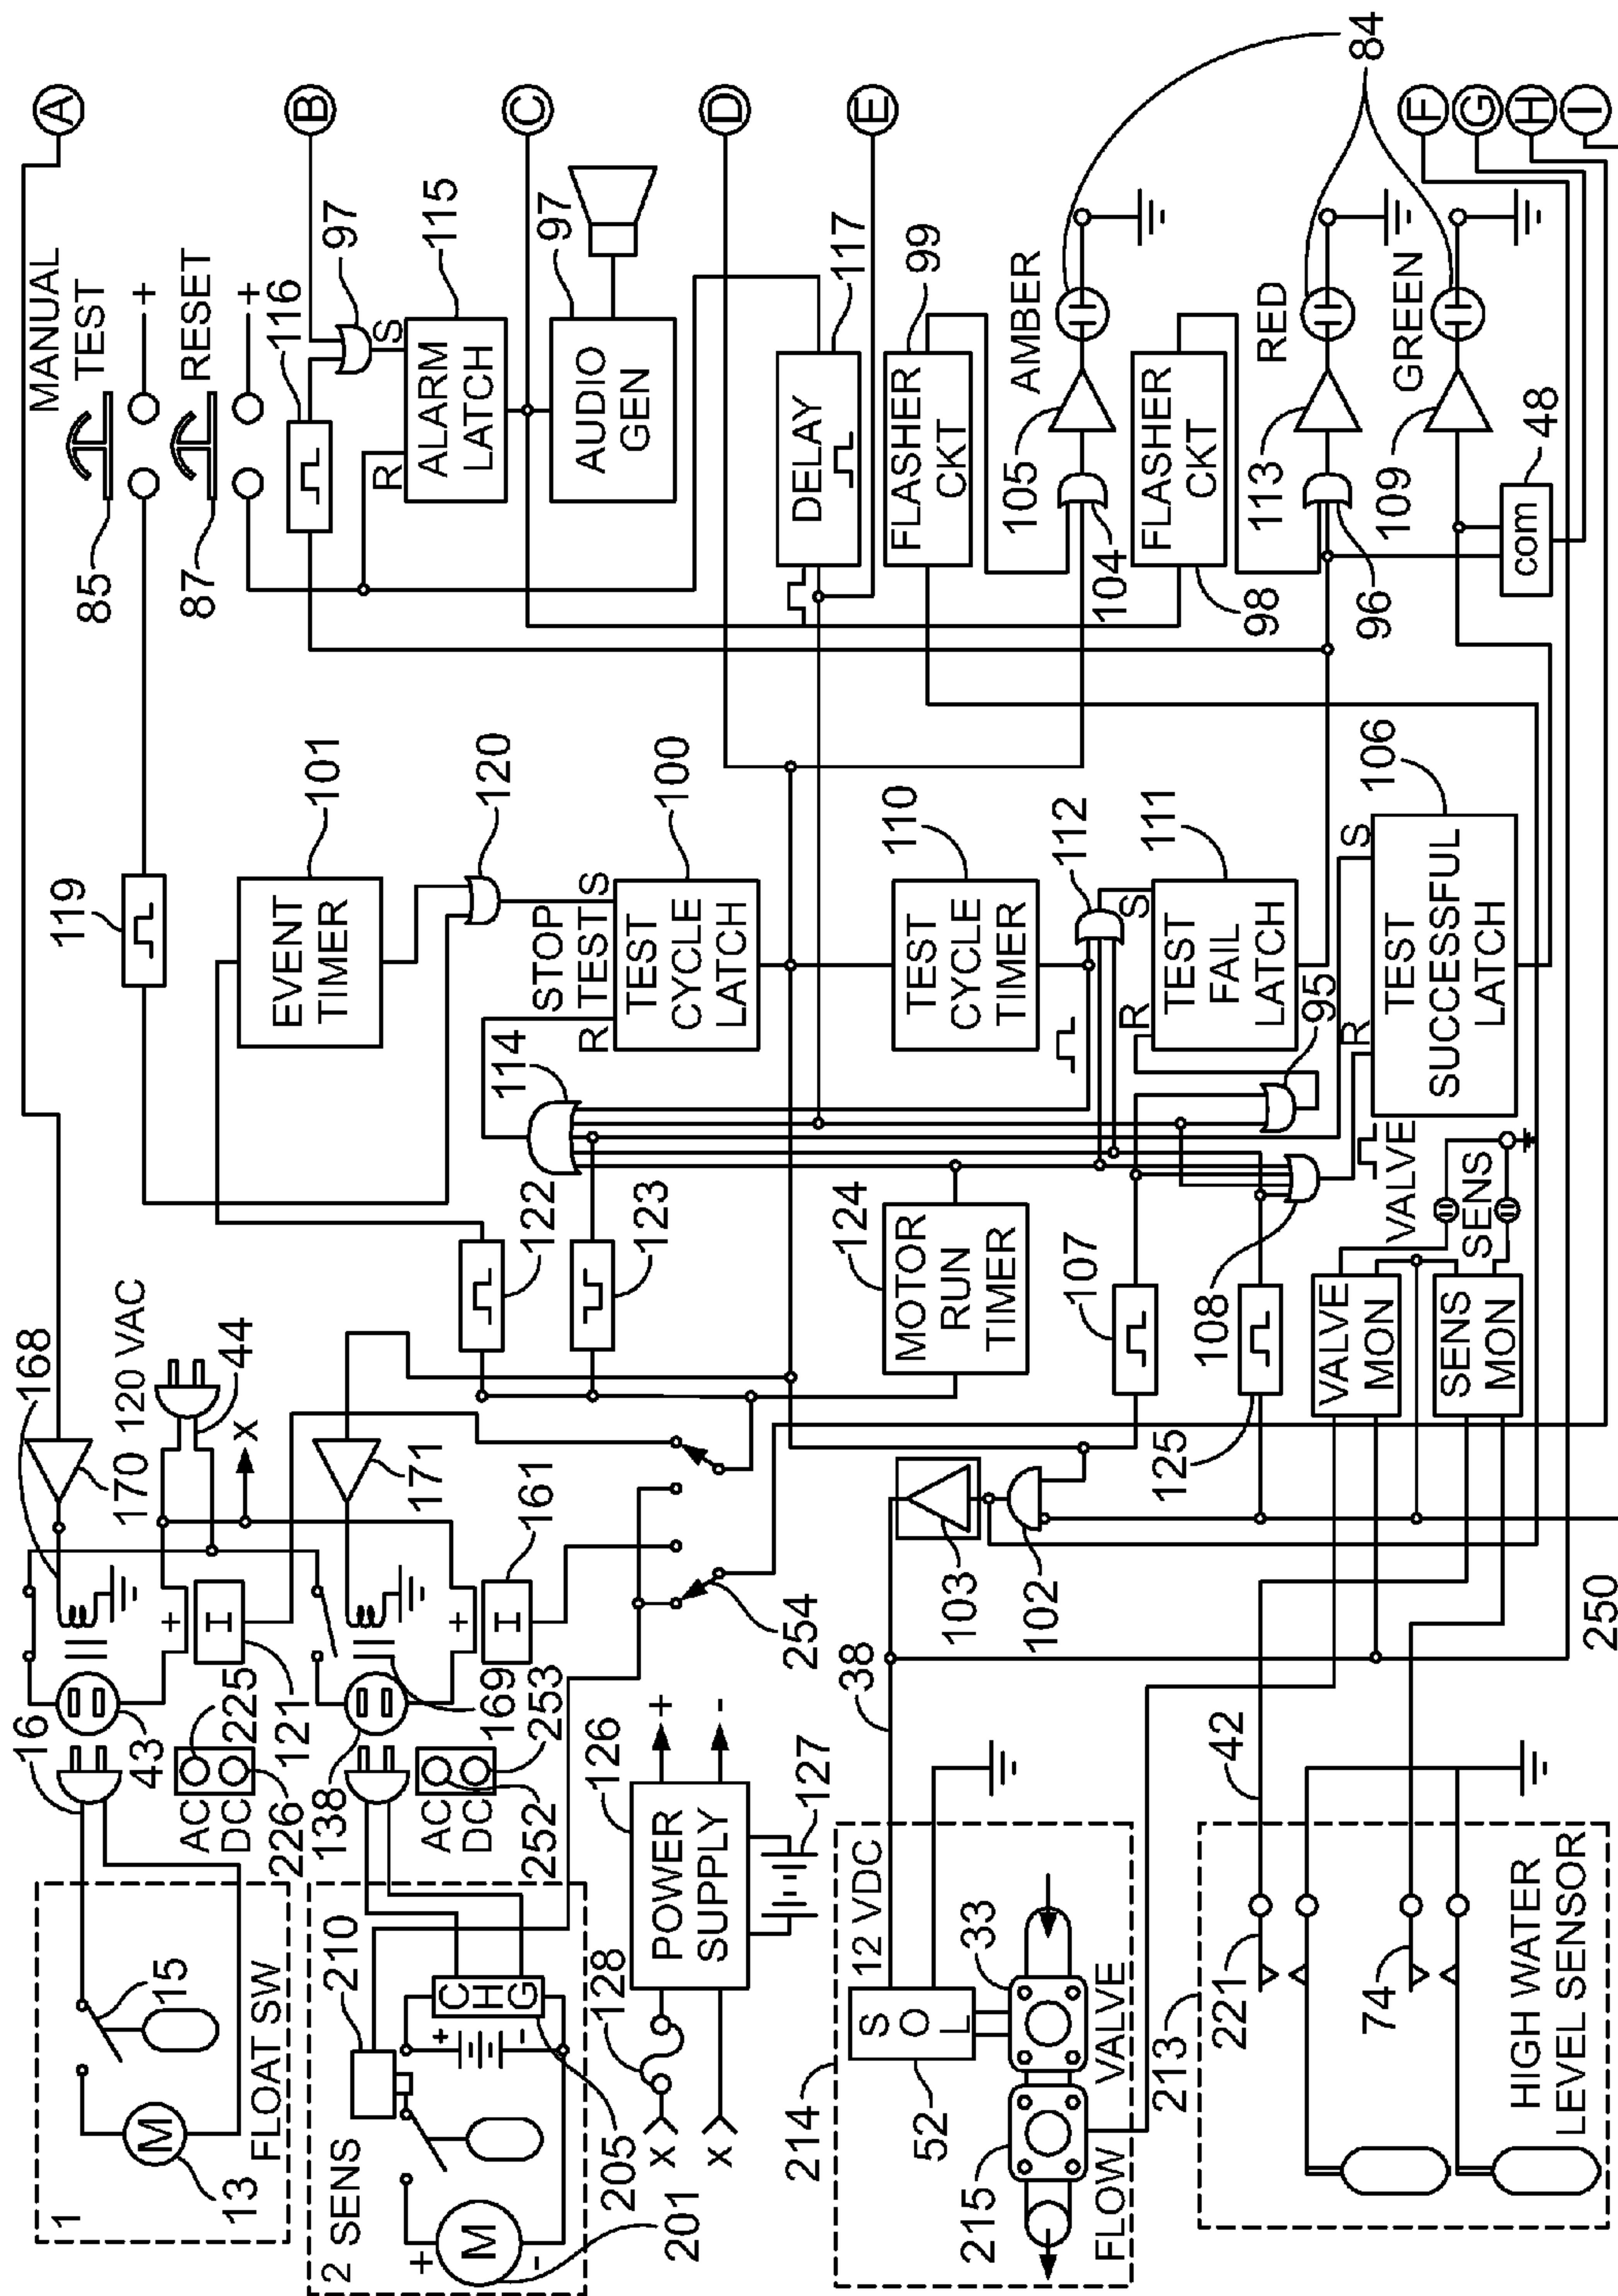 A
B
C
D
E
F
G
H
I
MANUAL
TEST
+
RESET
+
85
87
116
97
S
R
115
ALARM
LATCH
97
AUDIO
GEN
117
DELAY
99
FLASHER
CKT
AMBER
105
104
84
FLASHER
CKT
98
RED
113
96
GREEN
109
48
com
119
101
EVENT
TIMER
120
STOP
TEST
S
R
100
TEST
CYCLE
LATCH
114
110
TEST
CYCLE
TIMER
112
S
R
111
TEST
FAIL
LATCH
95
S
R
106
TEST
SUCCESSFUL
LATCH
122
123
124
MOTOR
RUN
TIMER
107
108
125
VALVE
SENS
VALVE
MON
SENS
MON
168
170
120 VAC
44
X
171
161
+
I
+
I
254
103
102
250
16
43
225
121
AC
DC
226
138
169
253
AC
DC
252
126
POWER
SUPPLY
+
-
127
128
X
X
38
42
1
15
M
13
FLOAT SW
2 SENS
210
CHG
+
-
205
+
M
-
201
214
12 VDC
SOL
52
33
215
FLOW VALVE
213
221
74
HIGH WATER
LEVEL SENSOR